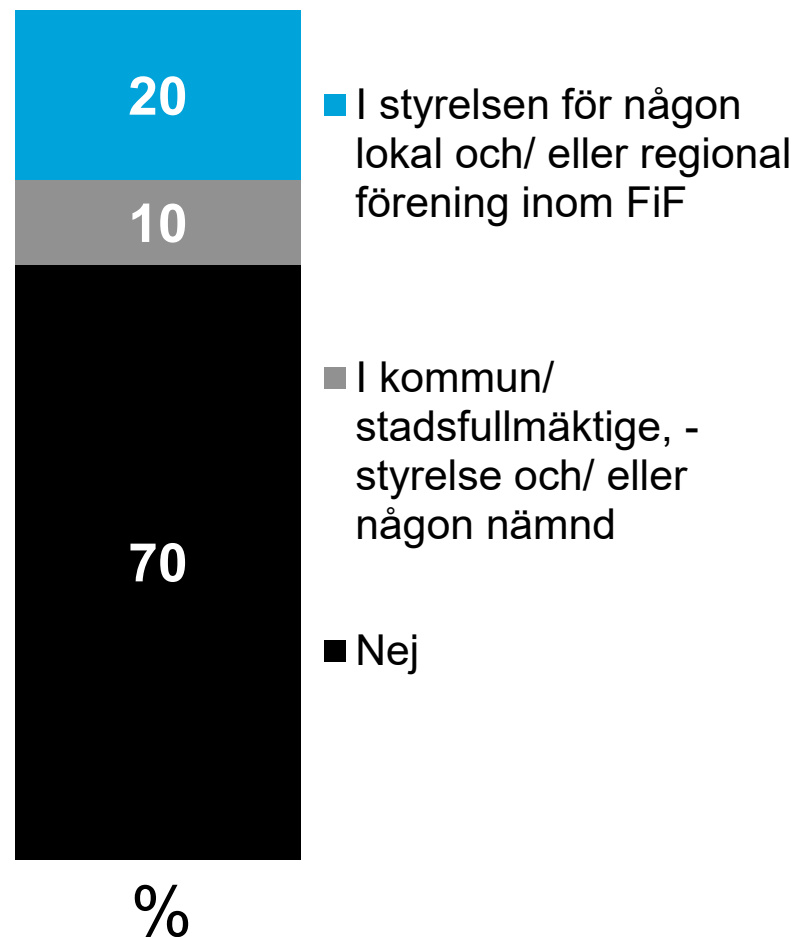 20
I styrelsen för någon
lokal och/ eller regional
förening inom FiF
10
I kommun/
stadsfullmäktige, -
styrelse och/ eller
någon nämnd
70
Nej
%